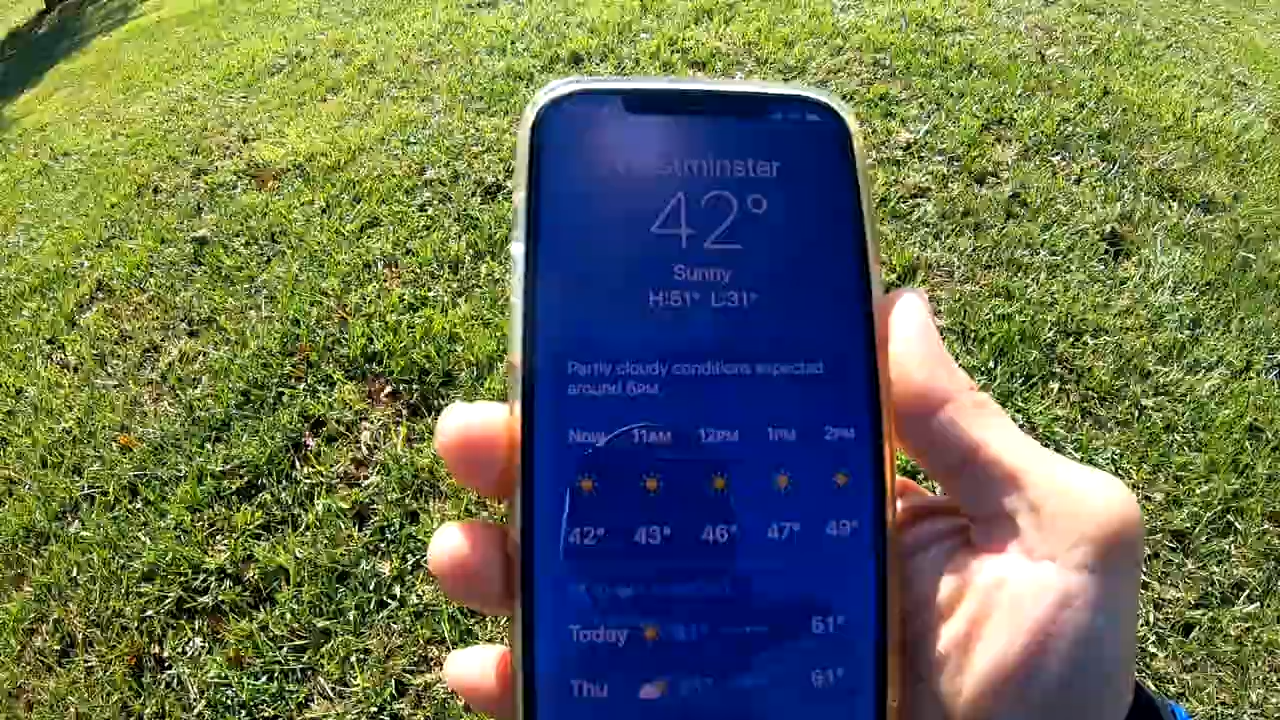 Westminster
42°
Sunny
H:51° L:31°
Partly cloudy conditions expected
around 6PM.
Now 11AM 12PM 1PM 2PM
42° 43° 46° 47° 49°
Today
Thu